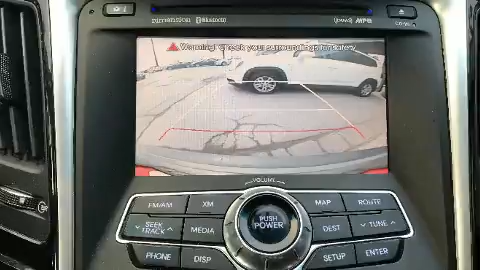 Bluetooth
Warning! Check your surroundings for safety
VOLUME
FM/AM XM MAP ROUTE
SEEK TRACK MEDIA PUSH POWER DEST TUNE
PHONE DISP SETUP ENTER